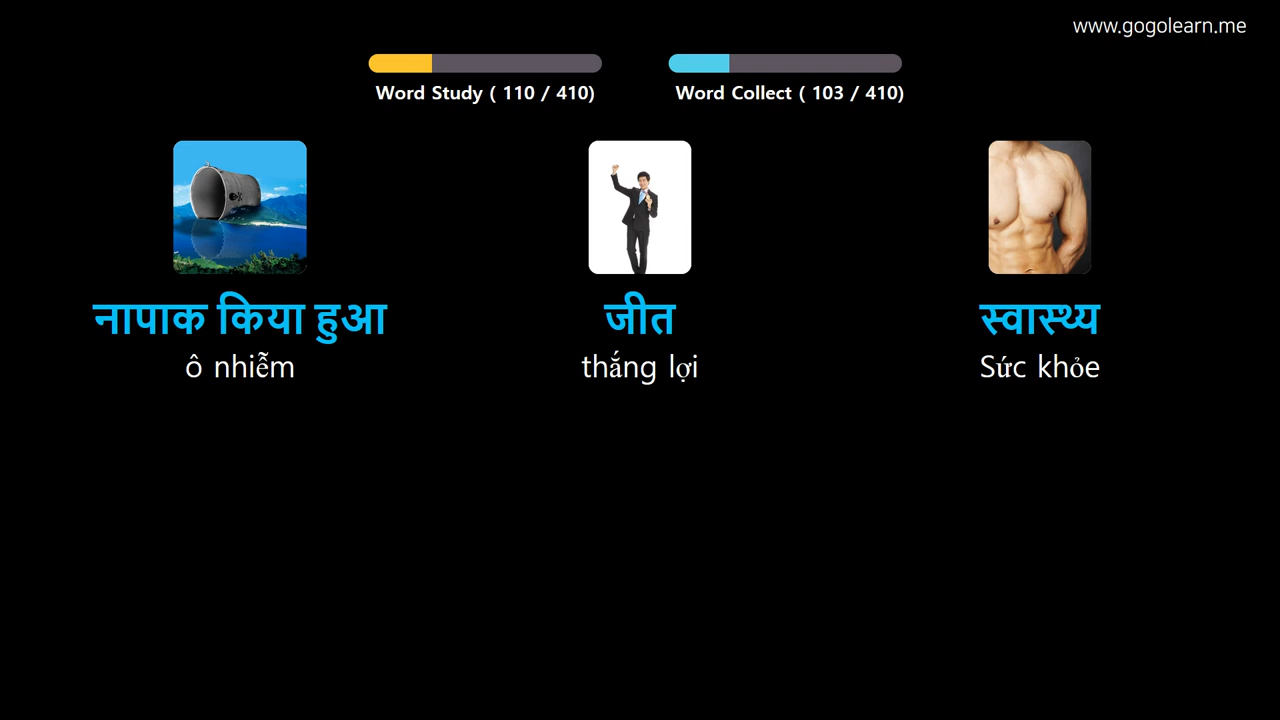 www.gogolearn.me
Word Study ( 110 / 410)
Word Collect ( 103 / 410)
नापाक किया हुआ
जीत
स्वास्थ्य
ô nhiễm
thắng lợi
Sức khỏe